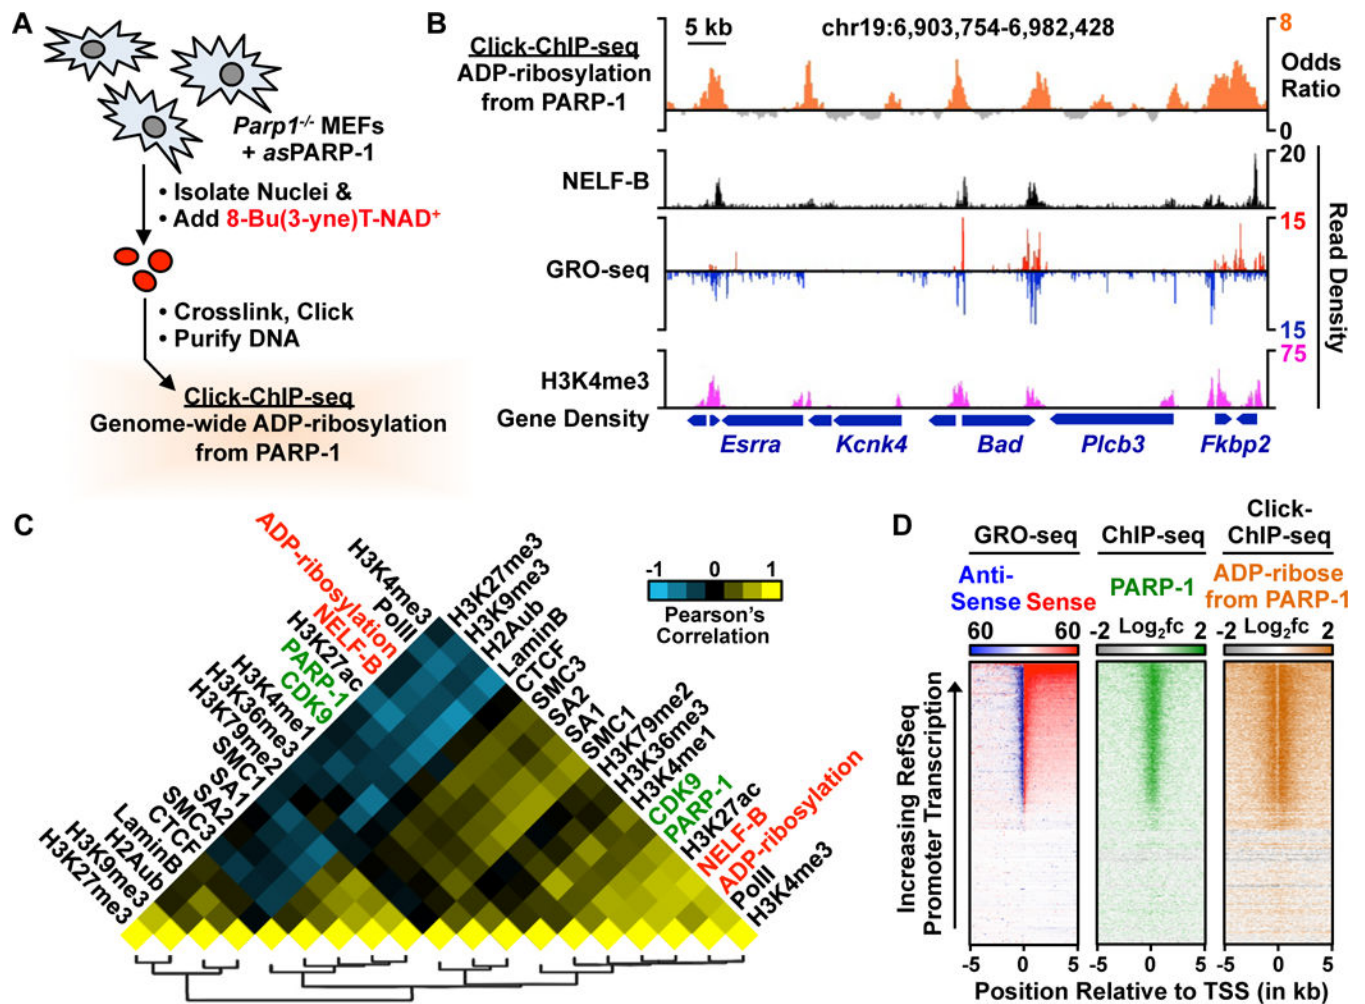 A
Parp1-/- MEFs
+ asPARP-1
• Isolate Nuclei &
• Add 8-Bu(3-yne)T-NAD+
• Crosslink, Click
• Purify DNA
Click-ChIP-seq
Genome-wide ADP-ribosylation
from PARP-1
B
Click-ChIP-seq
ADP-ribosylation
from PARP-1
5 kb
chr19:6,903,754-6,982,428
8
Odds
Ratio
0
NELF-B
20
GRO-seq
15
15
H3K4me3
75
Read Density
Gene Density
Esrra
Kcnk4
Bad
Plcb3
Fkbp2
C
H3K27me3
H3K9me3
H2Aub
LaminB
CTCF
SMC3
SA2
SA1
SMC1
H3K79me2
H3K36me3
H3K4me1
CDK9
PARP-1
H3K27ac
NELF-B
ADP-ribosylation
PolII
H3K4me3
H3K27me3
H3K9me3
H2Aub
LaminB
CTCF
SMC3
SA2
SA1
SMC1
H3K79me2
H3K36me3
H3K4me1
CDK9
PARP-1
H3K27ac
NELF-B
ADP-ribosylation
PolII
H3K4me3
-1 0 1
Pearson's
Correlation
D
GRO-seq
Anti-
Sense Sense
60 60
ChIP-seq
PARP-1
-2 Log2fc 2
Click-
ChIP-seq
ADP-ribose
from PARP-1
-2 Log2fc 2
Increasing RefSeq
Promoter Transcription
-5 0 5
-5 0 5
-5 0 5
Position Relative to TSS (in kb)